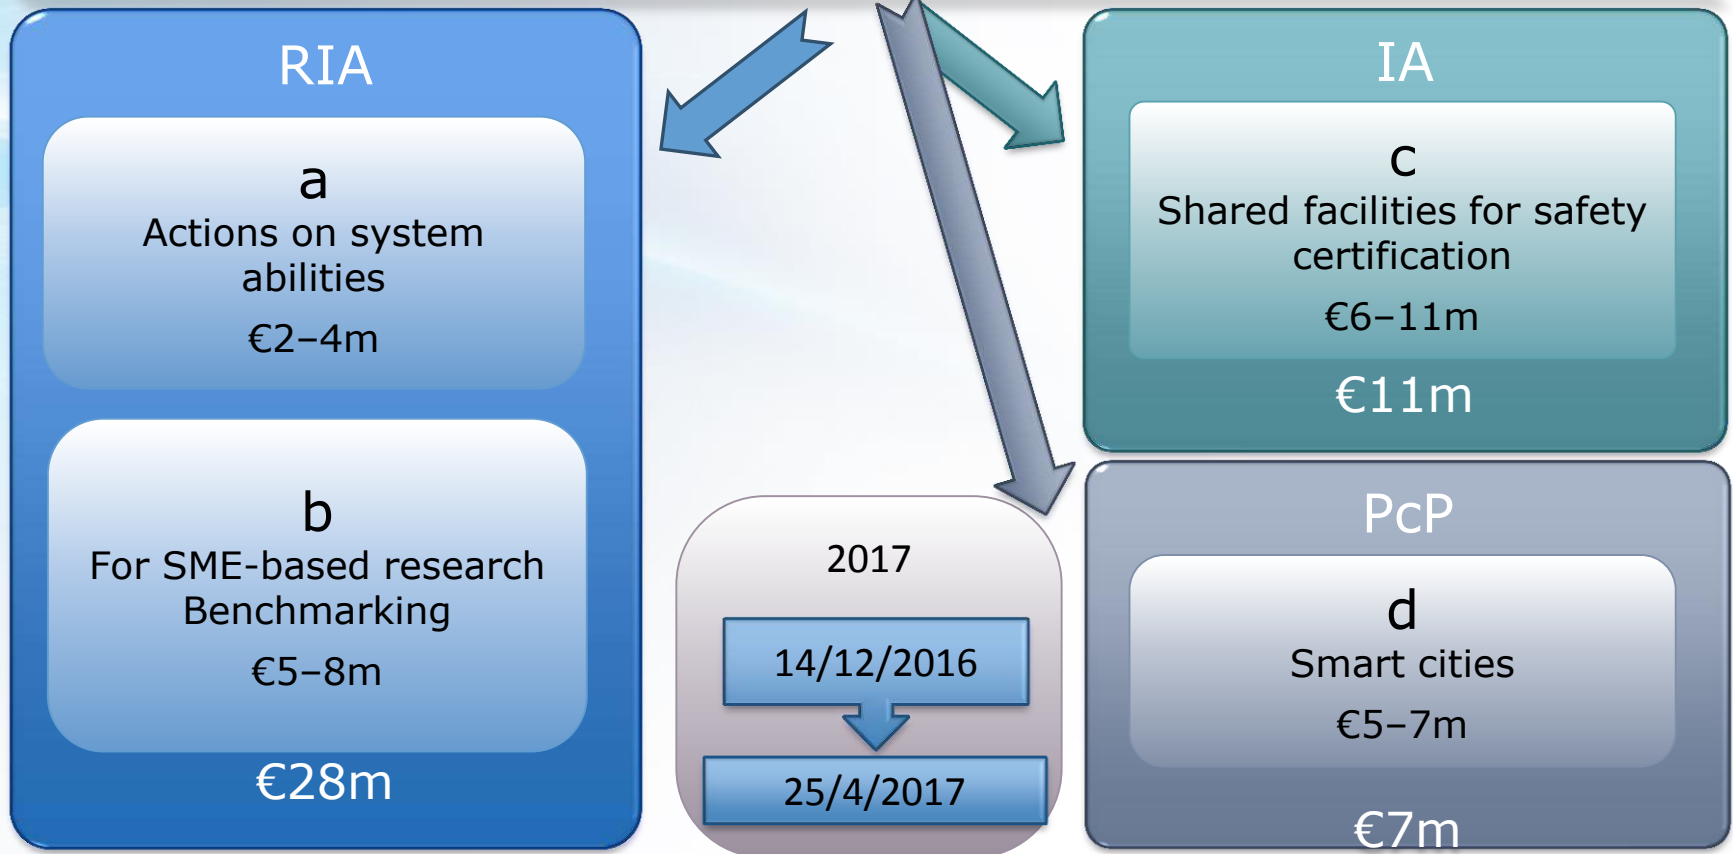 RIA
a
Actions on system
abilities
€2–4m
b
For SME-based research
Benchmarking
€5–8m
€28m
2017
14/12/2016
25/4/2017
IA
c
Shared facilities for safety
certification
€6–11m
€11m
PcP
d
Smart cities
€5–7m
€7m